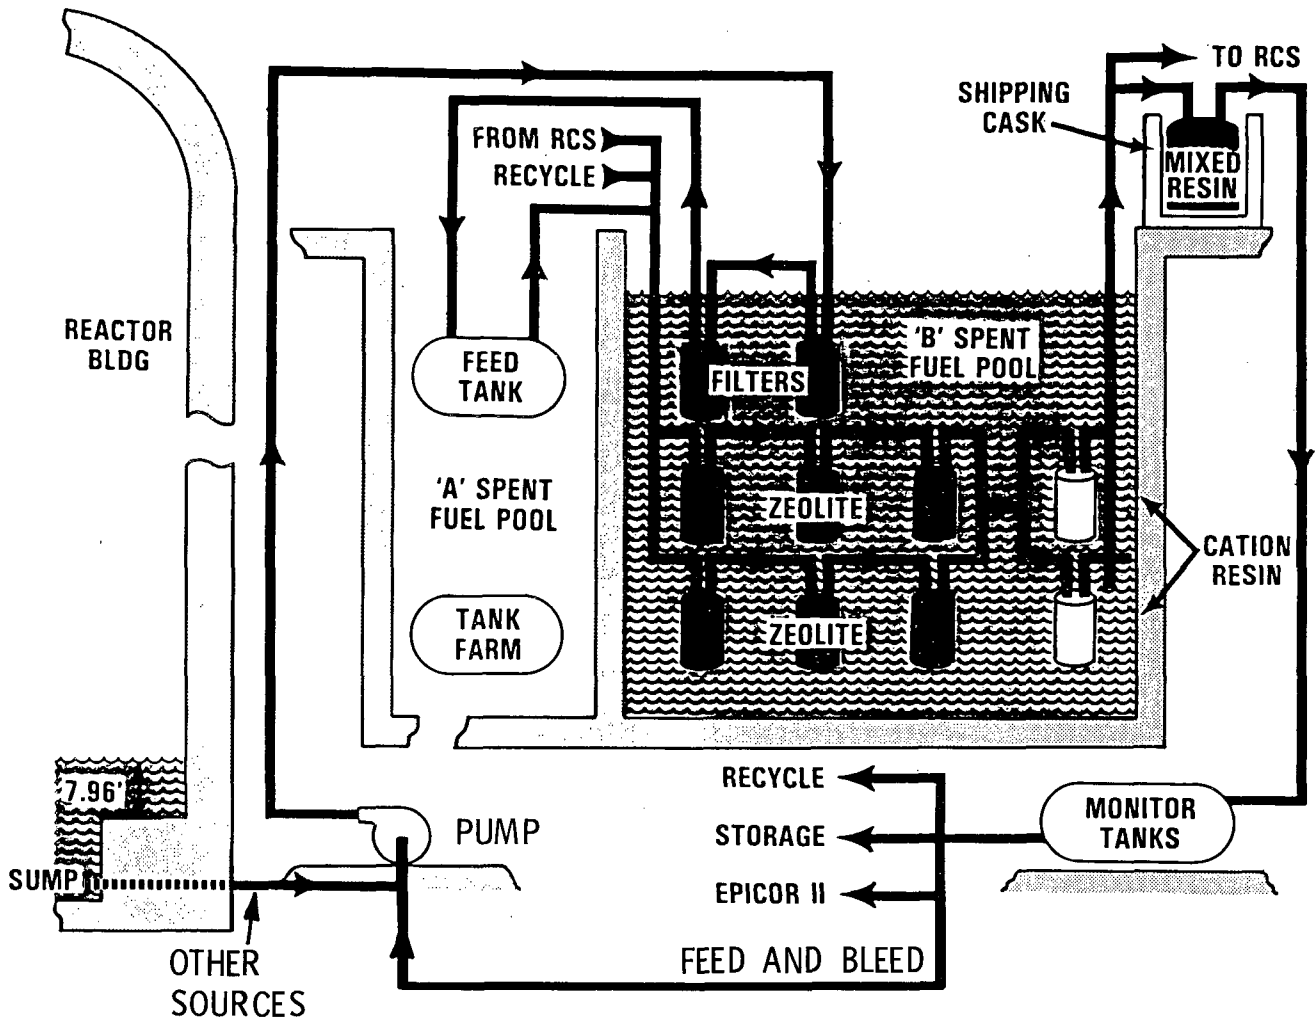 TO RCS
SHIPPING
CASK
FROM RCS
RECYCLE
MIXED
RESIN
REACTOR
BLDG
FEED
TANK
FILTERS
'B' SPENT
FUEL POOL
'A' SPENT
FUEL POOL
ZEOLITE
CATION
RESIN
TANK
FARM
ZEOLITE
7.96'
RECYCLE
PUMP
STORAGE
MONITOR
TANKS
SUMP
EPICOR II
OTHER
SOURCES
FEED AND BLEED